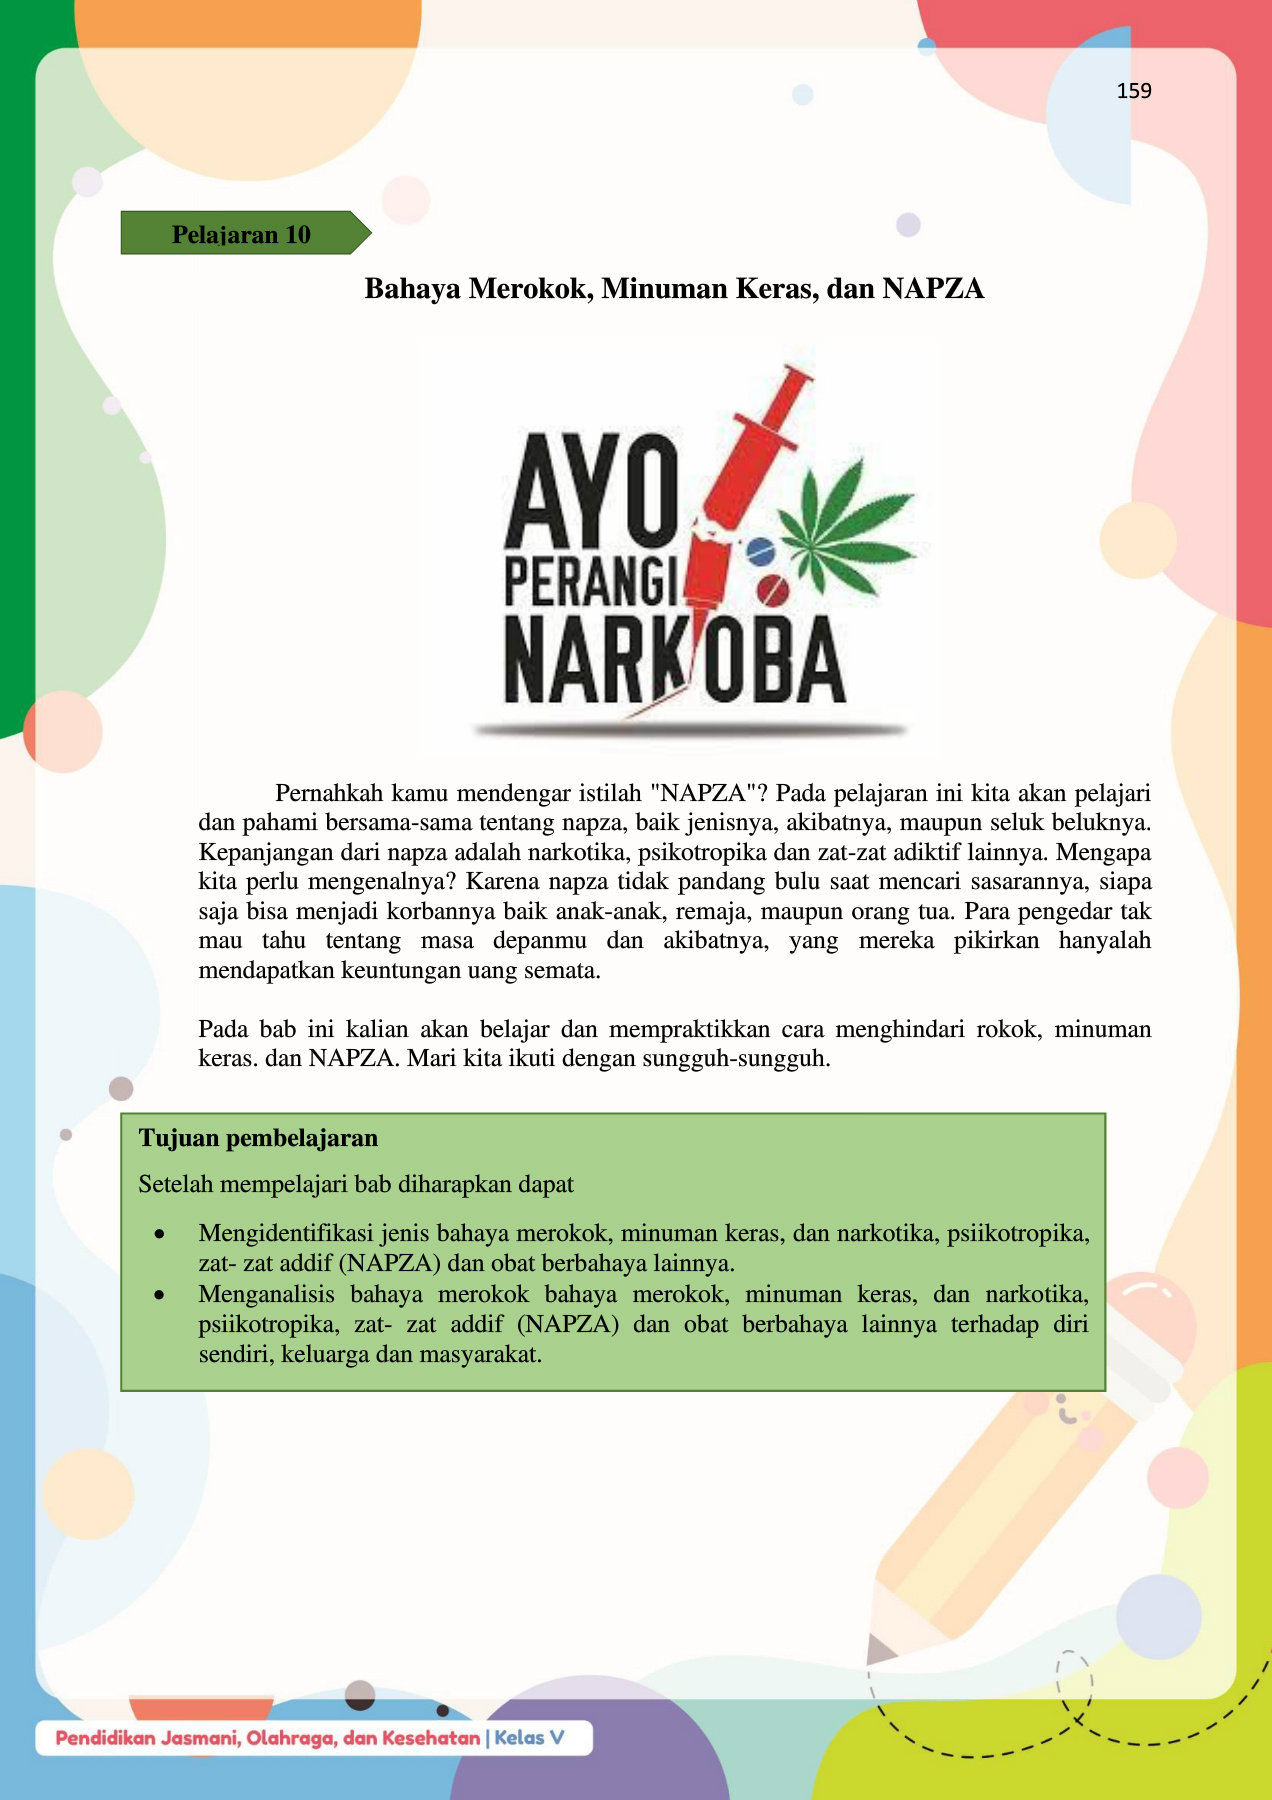 159
Pelajaran 10
Bahaya Merokok, Minuman Keras, dan NAPZA
AYO
PERANGI
NARKOBA
Pernahkah kamu mendengar istilah "NAPZA"? Pada pelajaran ini kita akan pelajari
dan pahami bersama-sama tentang napza, baik jenisnya, akibatnya, maupun seluk beluknya.
Kepanjangan dari napza adalah narkotika, psikotropika dan zat-zat adiktif lainnya. Mengapa
kita perlu mengenalnya? Karena napza tidak pandang bulu saat mencari sasarannya, siapa
saja bisa menjadi korbannya baik anak-anak, remaja, maupun orang tua. Para pengedar tak
mau tahu tentang masa depanmu dan akibatnya, yang mereka pikirkan hanyalah
mendapatkan keuntungan uang semata.
Pada bab ini kalian akan belajar dan mempraktikkan cara menghindari rokok, minuman
keras. dan NAPZA. Mari kita ikuti dengan sungguh-sungguh.
Tujuan pembelajaran
Setelah mempelajari bab diharapkan dapat
• Mengidentifikasi jenis bahaya merokok, minuman keras, dan narkotika, psiikotropika,
zat- zat addif (NAPZA) dan obat berbahaya lainnya.
• Menganalisis bahaya merokok bahaya merokok, minuman keras, dan narkotika,
psiikotropika, zat- zat addif (NAPZA) dan obat berbahaya lainnya terhadap diri
sendiri, keluarga dan masyarakat.
Pendidikan Jasmani, Olahraga, dan Kesehatan | Kelas V